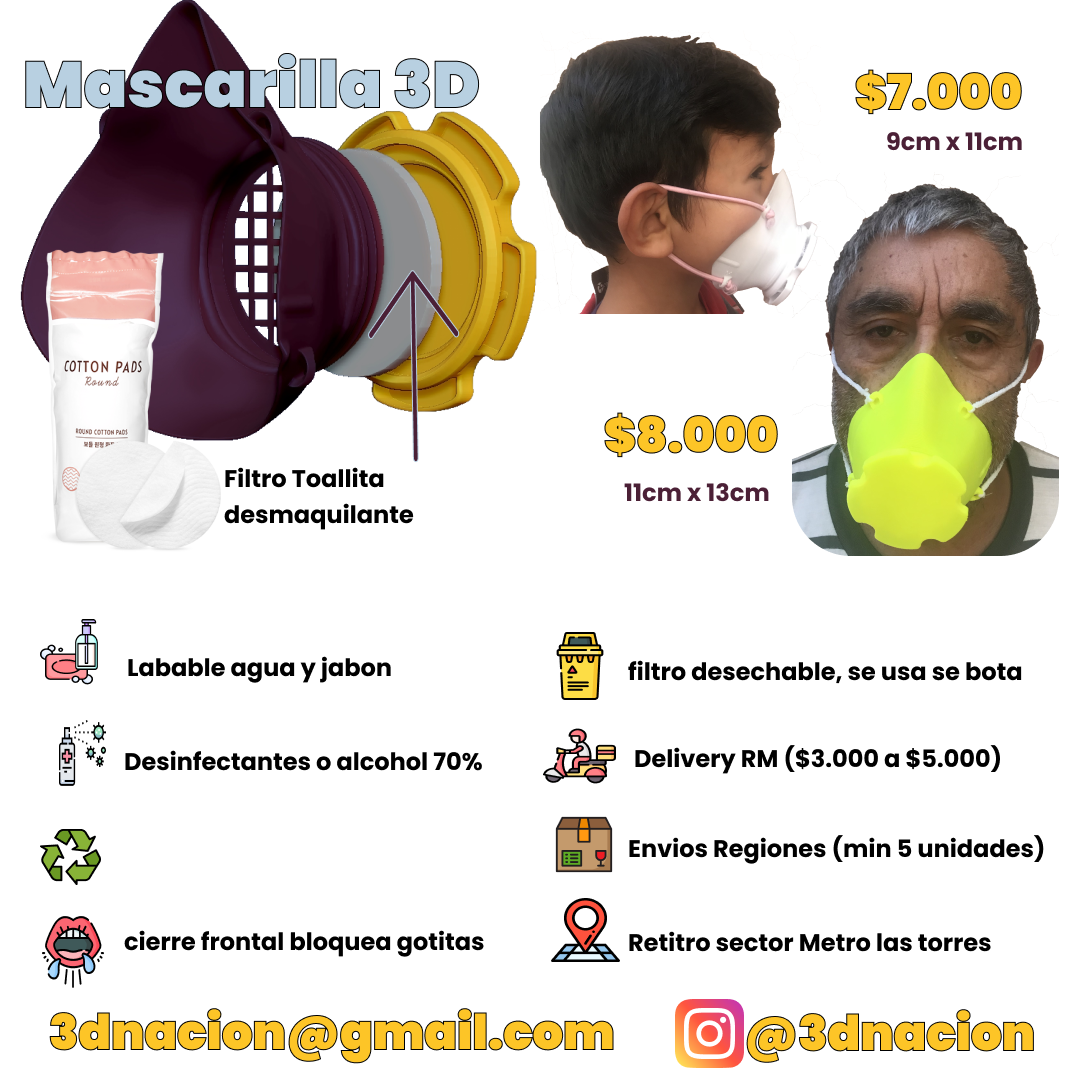 Mascarilla 3D
$7.000
9cm x 11cm
$8.000
11cm x 13cm
COTTON PADS
Round
ROUND COTTON PADS
Filtro Toallita
desmaquilante
Labable agua y jabon
filtro desechable, se usa se bota
Desinfectantes o alcohol 70%
Delivery RM ($3.000 a $5.000)
Envios Regiones (min 5 unidades)
cierre frontal bloquea gotitas
Retitro sector Metro las torres
3dnacion@gmail.com
@3dnacion